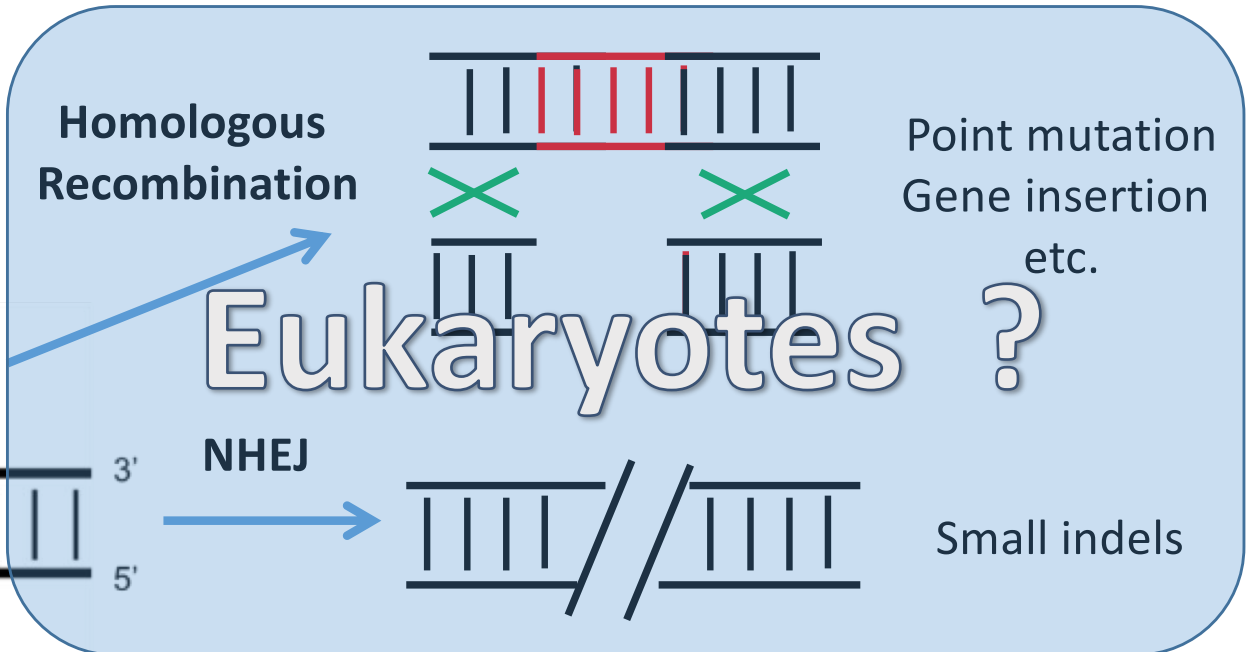 Homologous
Recombination
Point mutation
Gene insertion
etc.
Eukaryotes ?
NHEJ
3'
5'
Small indels